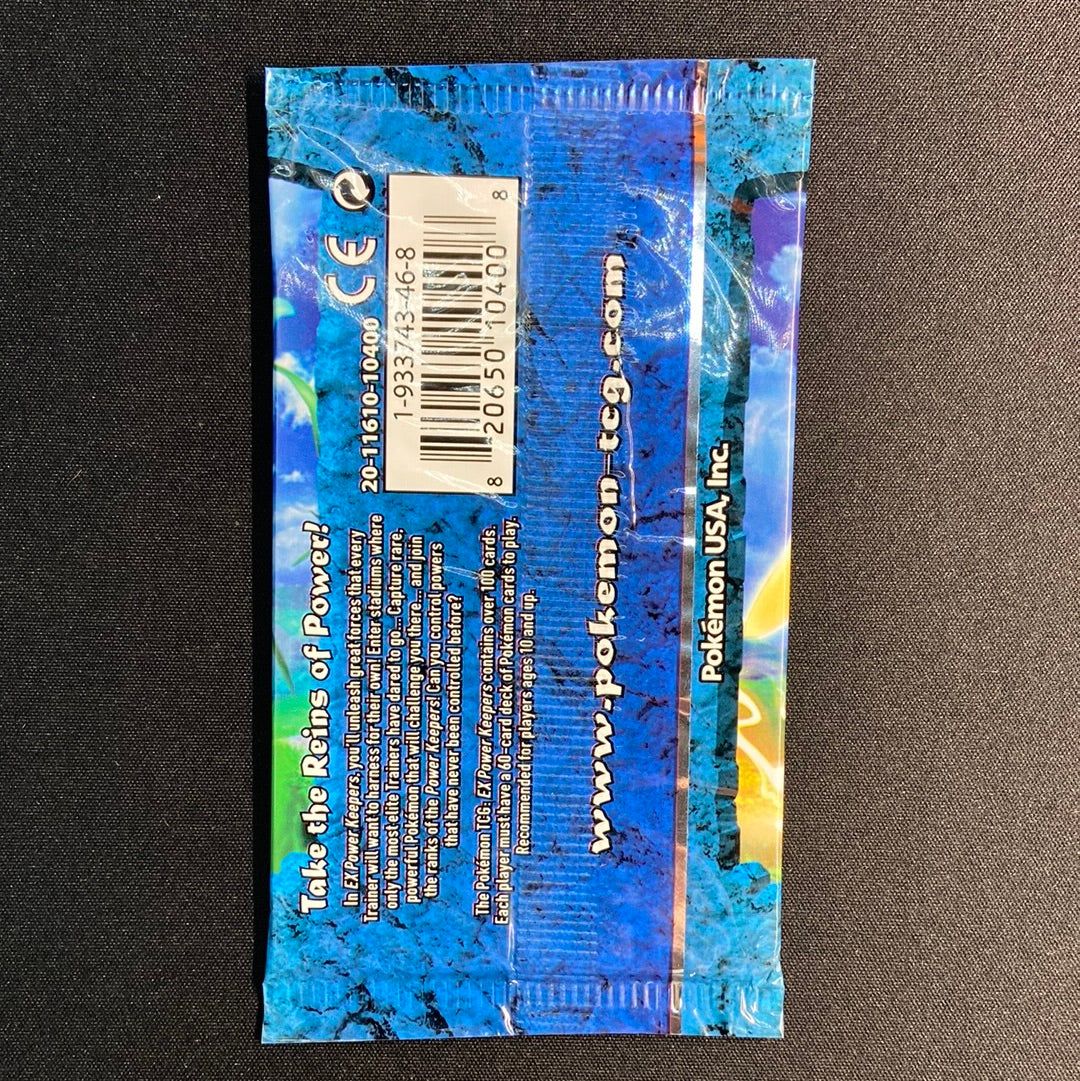 Take the Reins of Power!
In EX Power Keepers, you'll unleash great forces that every
Trainer will want to harness for their own! Enter stadiums where
only the most elite Trainers have dared to go... Capture rare,
powerful Pokémon that will challenge you there... and join
the ranks of the Power Keepers! Can you control powers
that have never been controlled before?
The Pokémon TCG: EX Power Keepers contains over 100 cards.
Each player must have a 60-card deck of Pokémon cards to play.
Recommended for players ages 10 and up.
20-11610-10400
CE
1-933743-46-8
8 20650 10400 8
8
www.pokemon-tcg.com
Pokémon USA, Inc.